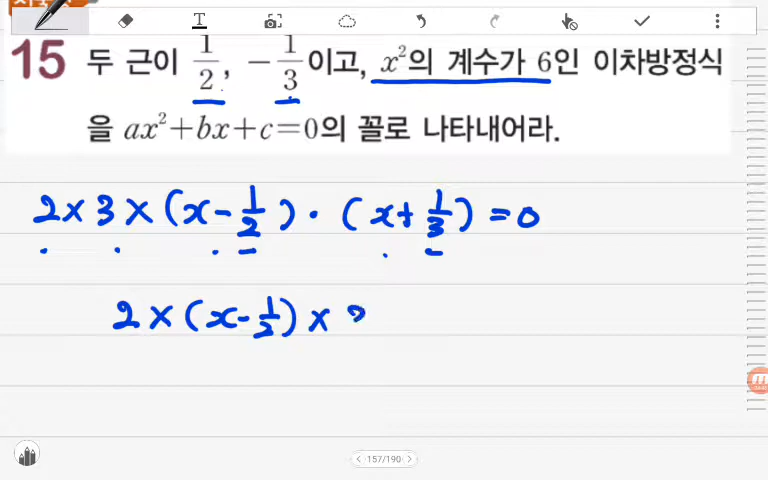 15 두 근이 1/2, -1/3이고, x²의 계수가 6인 이차방정식
을 ax²+bx+c=0의 꼴로 나타내어라.
2×3×(x-1/2)·(x+1/3)=0
2×(x-1/2)×
157/190